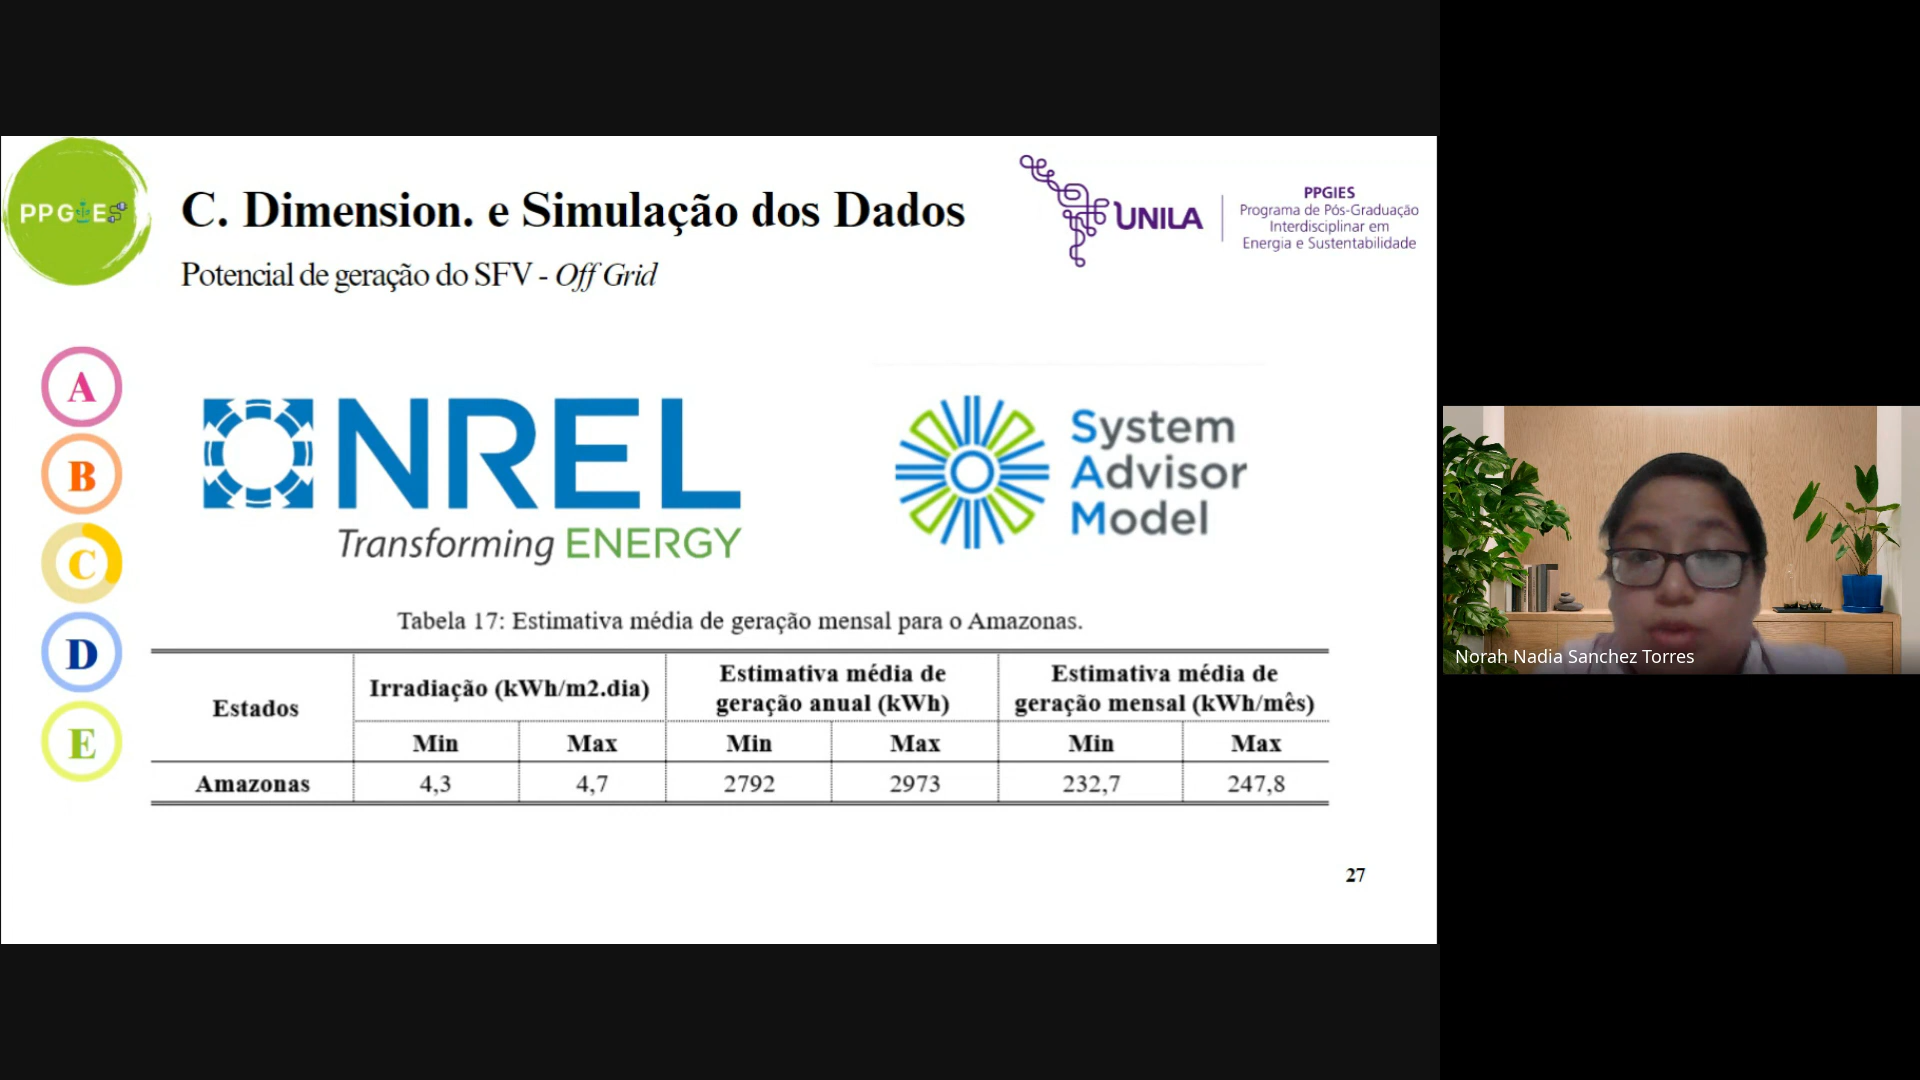 PPGIES
C. Dimension. e Simulação dos Dados
Potencial de geração do SFV - Off Grid
UNILA
PPGIES
Programa de Pós-Graduação
Interdisciplinar em
Energia e Sustentabilidade
A
B
C
D
E
NREL
Transforming ENERGY
System
Advisor
Model
Tabela 17: Estimativa média de geração mensal para o Amazonas.
Estados
Irradiação (kWh/m2.dia)
Estimativa média de
geração anual (kWh)
Estimativa média de
geração mensal (kWh/mês)
Min Max Min Max Min Max
Amazonas 4,3 4,7 2792 2973 232,7 247,8
27
Norah Nadia Sanchez Torres